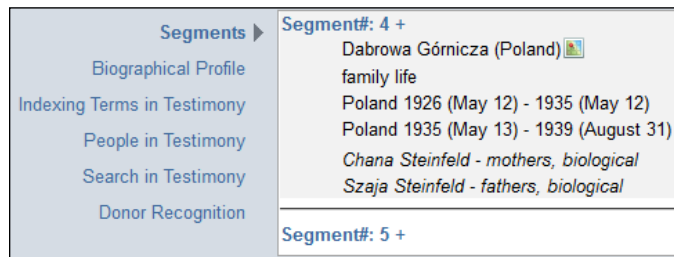 Segments
Biographical Profile
Indexing Terms in Testimony
People in Testimony
Search in Testimony
Donor Recognition
Segment#: 4 +
Dabrowa Górnicza (Poland)
family life
Poland 1926 (May 12) - 1935 (May 12)
Poland 1935 (May 13) - 1939 (August 31)
Chana Steinfeld - mothers, biological
Szaja Steinfeld - fathers, biological
Segment#: 5 +